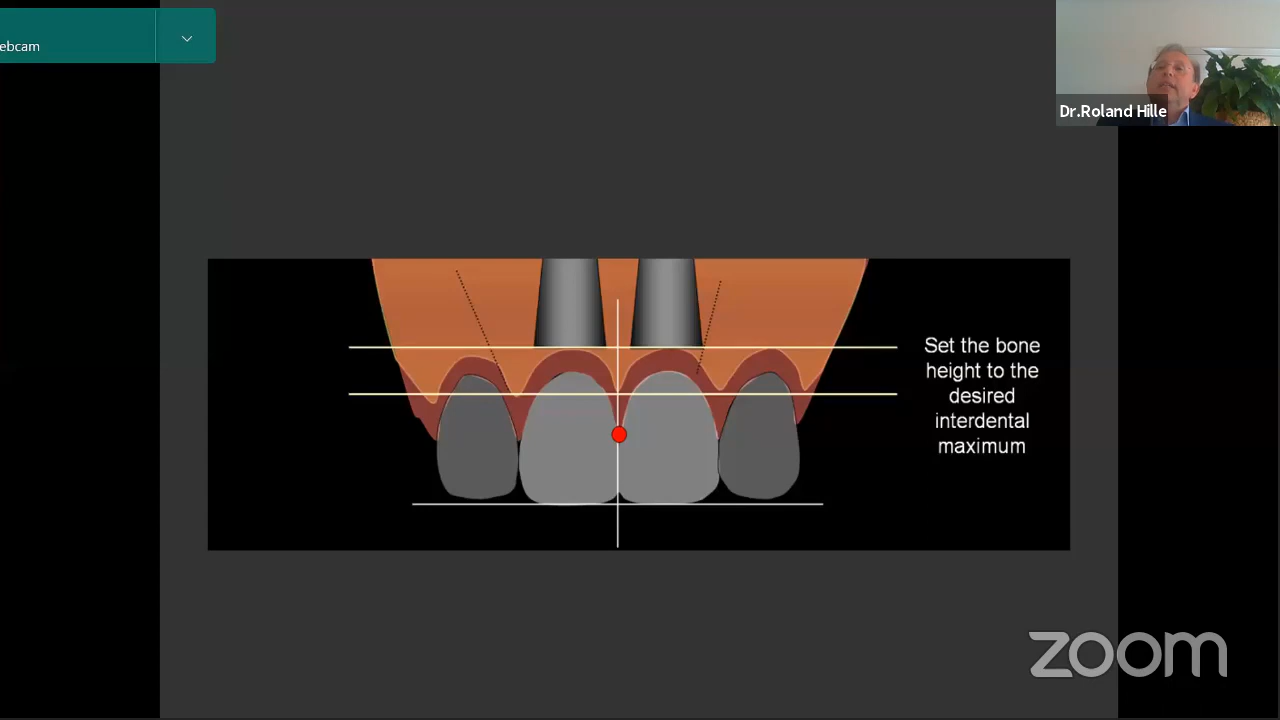 ebcam
Dr.Roland Hille
Set the bone
height to the
desired
interdental
maximum
zoom